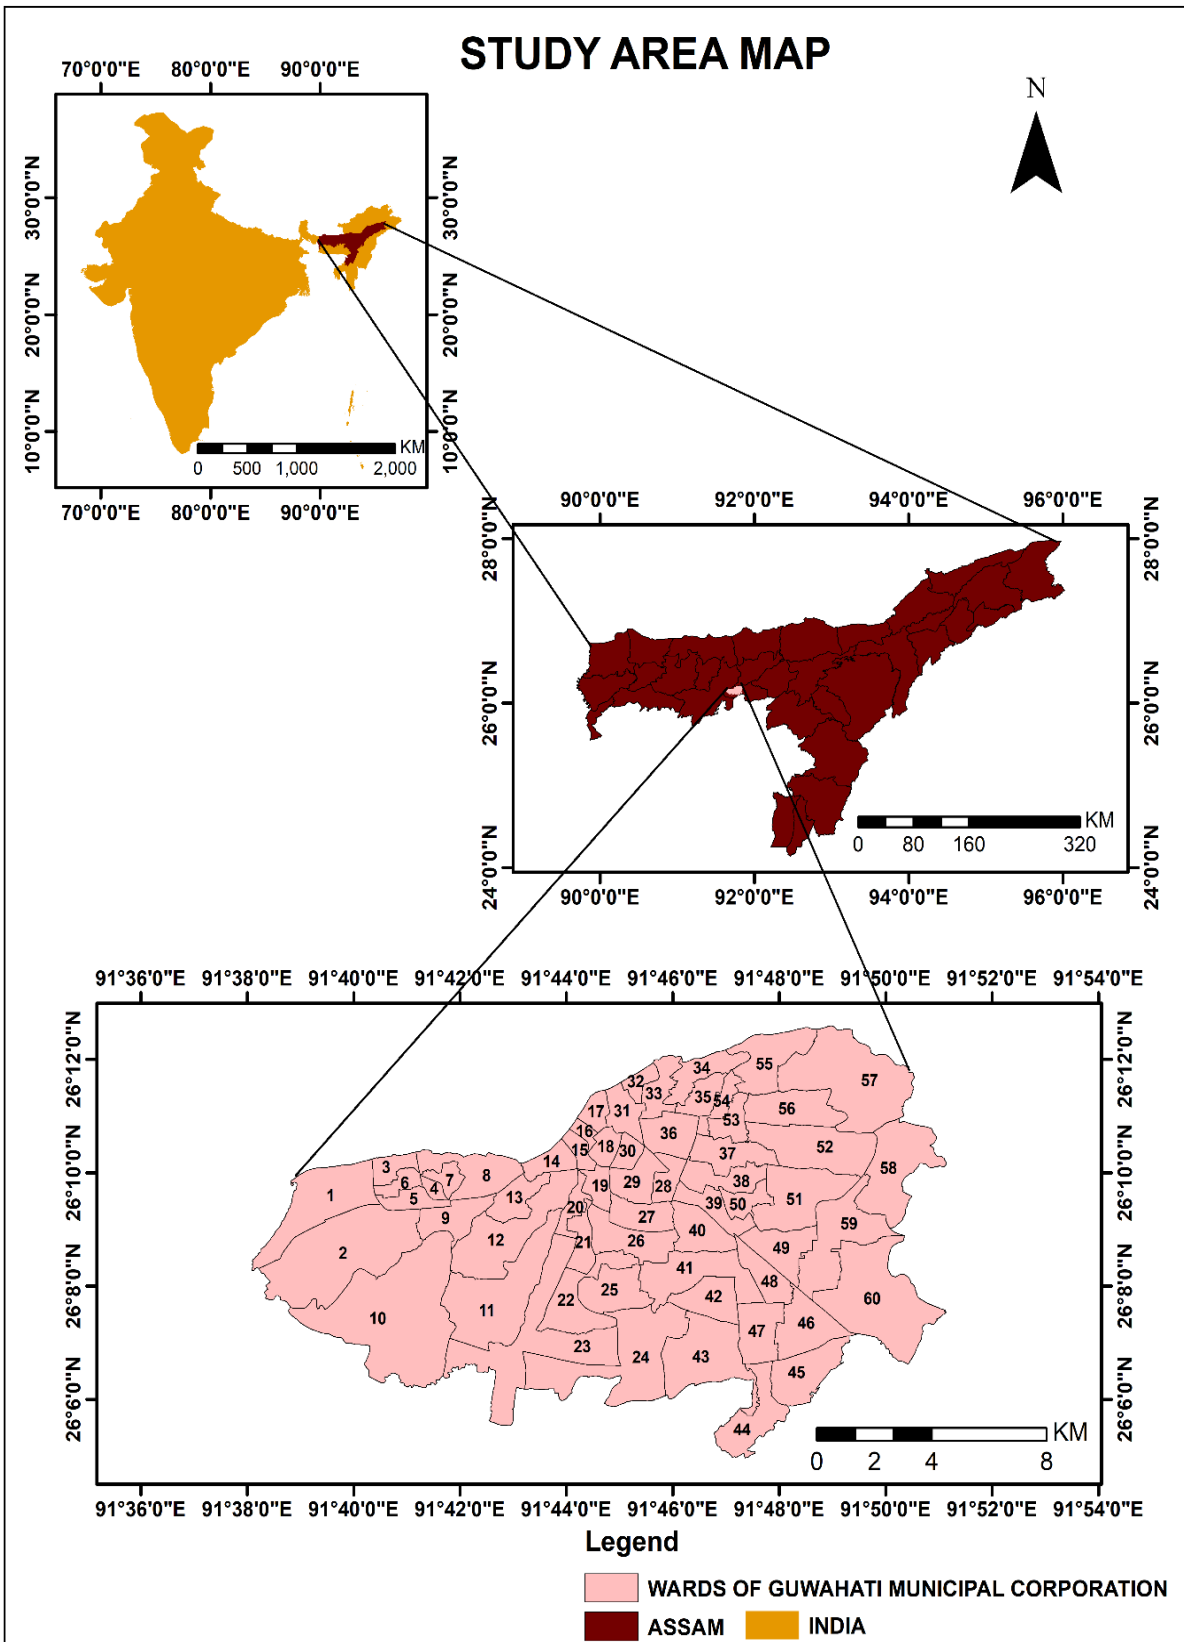 STUDY AREA MAP
N
70°0'0"E 80°0'0"E 90°0'0"E
30°0'0"N 30°0'0"N
20°0'0"N 20°0'0"N
10°0'0"N 10°0'0"N
KM
0 500 1,000 2,000
70°0'0"E 80°0'0"E 90°0'0"E
90°0'0"E 92°0'0"E 94°0'0"E 96°0'0"E
28°0'0"N 28°0'0"N
26°0'0"N 26°0'0"N
24°0'0"N 24°0'0"N
KM
0 80 160 320
90°0'0"E 92°0'0"E 94°0'0"E 96°0'0"E
91°36'0"E 91°38'0"E 91°40'0"E 91°42'0"E 91°44'0"E 91°46'0"E 91°48'0"E 91°50'0"E 91°52'0"E 91°54'0"E
26°12'0"N 26°12'0"N
26°10'0"N 26°10'0"N
26°8'0"N 26°8'0"N
26°6'0"N 26°6'0"N
55
34
57
32
33
35 54
56
17 31
53
16
36
52
15 18 30
37
14
58
3
8
7
6
4
5
1
13
19 29 28
38
39 50
51
20
27
40
59
9
12
21
26
49
2
41
48
25
42
22
60
11
10
46
47
23
24
43
45
44
KM
0 2 4 8
91°36'0"E 91°38'0"E 91°40'0"E 91°42'0"E 91°44'0"E 91°46'0"E 91°48'0"E 91°50'0"E 91°52'0"E 91°54'0"E
Legend
WARDS OF GUWAHATI MUNICIPAL CORPORATION
ASSAM INDIA